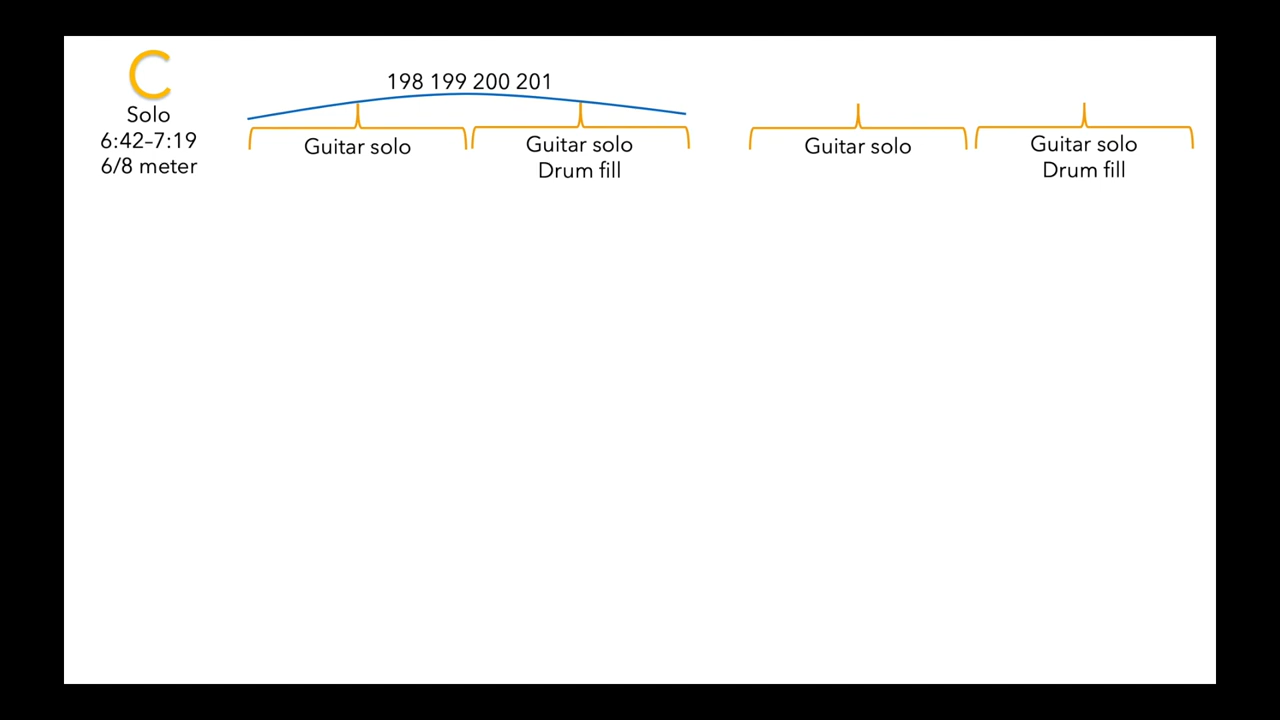 C
Solo
6:42–7:19
6/8 meter
198 199 200 201
Guitar solo
Guitar solo
Drum fill
Guitar solo
Guitar solo
Drum fill